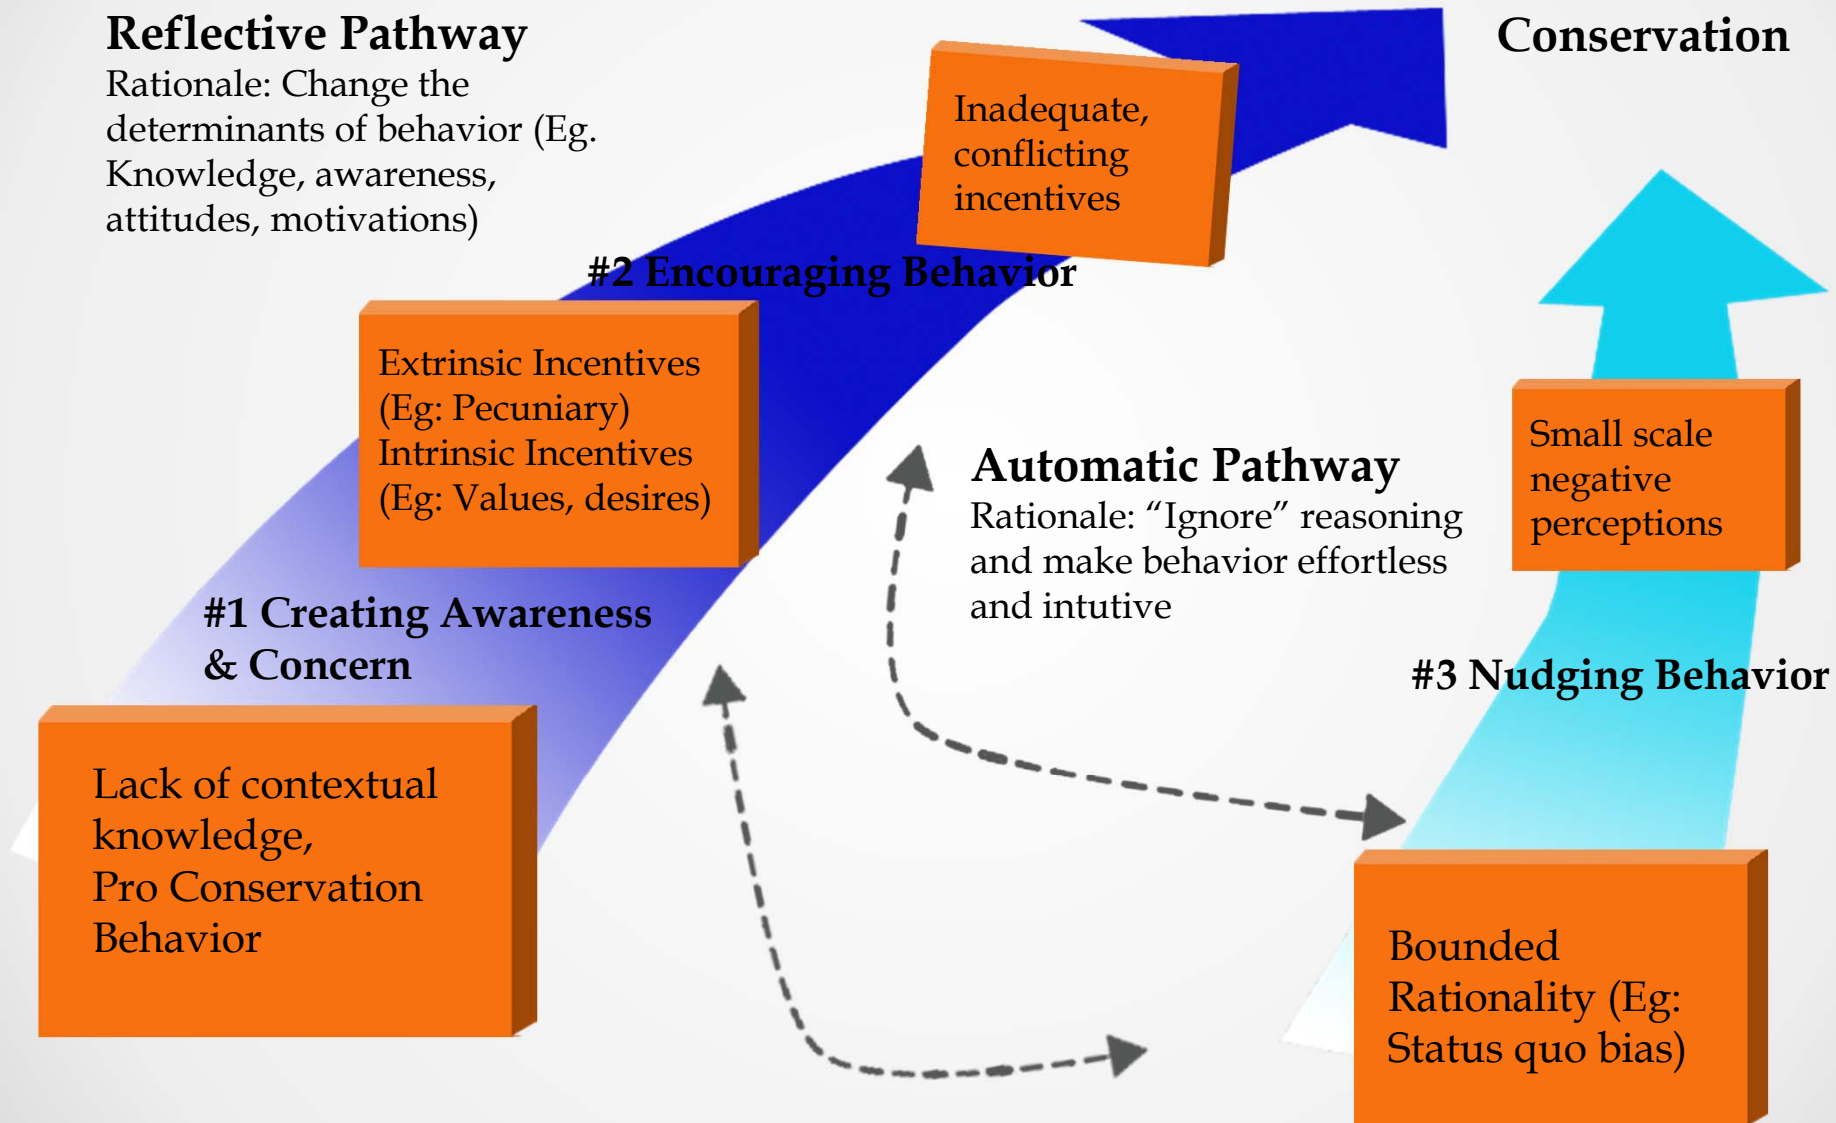 Reflective Pathway
Rationale: Change the
determinants of behavior (Eg.
Knowledge, awareness,
attitudes, motivations)
Conservation
Inadequate,
conflicting
incentives
#2 Encouraging Behavior
Extrinsic Incentives
(Eg: Pecuniary)
Intrinsic Incentives
(Eg: Values, desires)
#1 Creating Awareness
& Concern
Lack of contextual
knowledge,
Pro Conservation
Behavior
Automatic Pathway
Rationale: “Ignore” reasoning
and make behavior effortless
and intutive
Small scale
negative
perceptions
#3 Nudging Behavior
Bounded
Rationality (Eg:
Status quo bias)